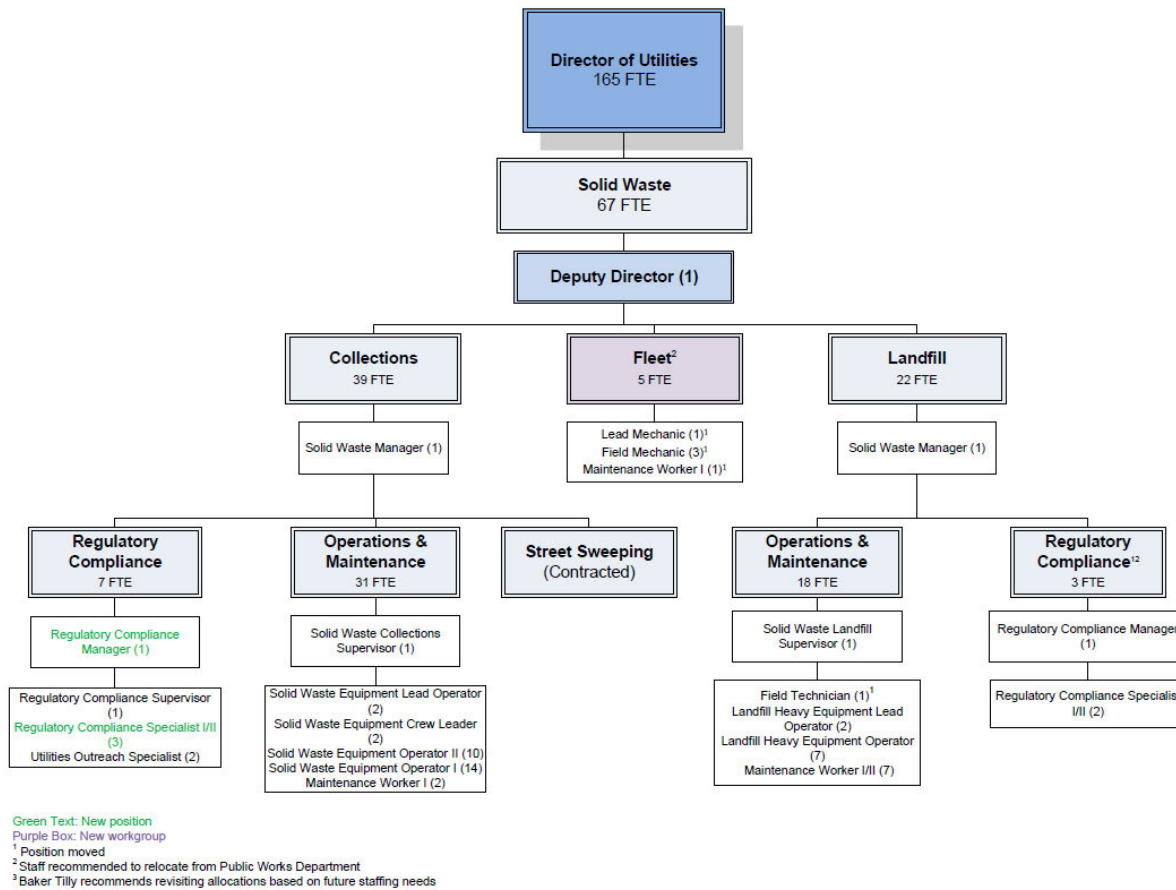 Director of Utilities
165 FTE
Solid Waste
67 FTE
Deputy Director (1)
Collections
39 FTE
Fleet²
5 FTE
Landfill
22 FTE
Solid Waste Manager (1)
Lead Mechanic (1)¹
Field Mechanic (3)¹
Maintenance Worker I (1)¹
Solid Waste Manager (1)
Regulatory
Compliance
7 FTE
Operations &
Maintenance
31 FTE
Street Sweeping
(Contracted)
Operations &
Maintenance
18 FTE
Regulatory
Compliance¹²
3 FTE
Regulatory Compliance
Manager (1)
Solid Waste Collections
Supervisor (1)
Solid Waste Landfill
Supervisor (1)
Regulatory Compliance Manager
(1)
Regulatory Compliance Supervisor
(1)
Regulatory Compliance Specialist I/II
(3)
Utilities Outreach Specialist (2)
Solid Waste Equipment Lead Operator
(2)
Solid Waste Equipment Crew Leader
(2)
Solid Waste Equipment Operator II (10)
Solid Waste Equipment Operator I (14)
Maintenance Worker I (2)
Field Technician (1)¹
Landfill Heavy Equipment Lead
Operator (2)
Landfill Heavy Equipment Operator
(7)
Maintenance Worker I/II (7)
Regulatory Compliance Specialist
I/II (2)
Green Text: New position
Purple Box: New workgroup
¹ Position moved
² Staff recommended to relocate from Public Works Department
³ Baker Tilly recommends revisiting allocations based on future staffing needs